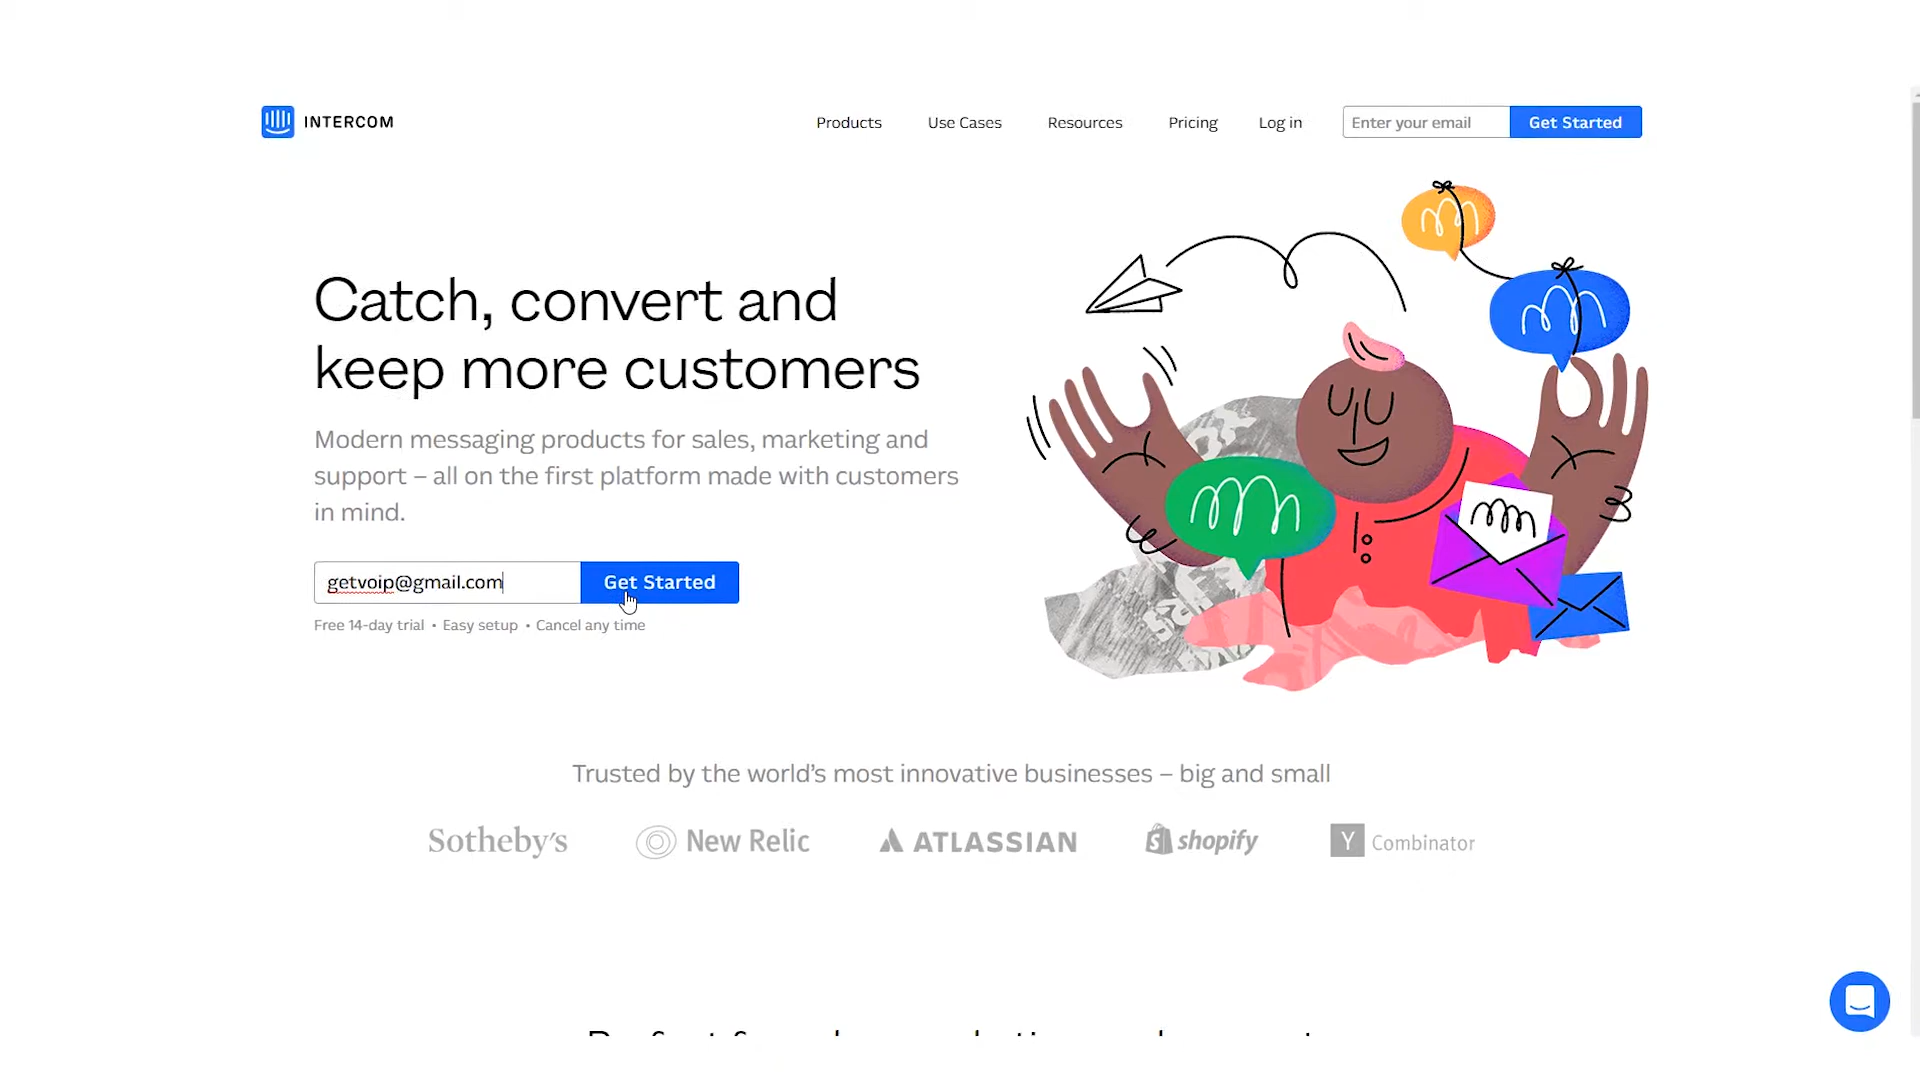 INTERCOM
Products
Use Cases
Resources
Pricing
Log in
Enter your email
Get Started
Catch, convert and
keep more customers
Modern messaging products for sales, marketing and
support – all on the first platform made with customers
in mind.
getvoip@gmail.com
Get Started
Free 14-day trial • Easy setup • Cancel any time
Trusted by the world's most innovative businesses – big and small
Sotheby's
New Relic
ATLASSIAN
shopify
Y Combinator